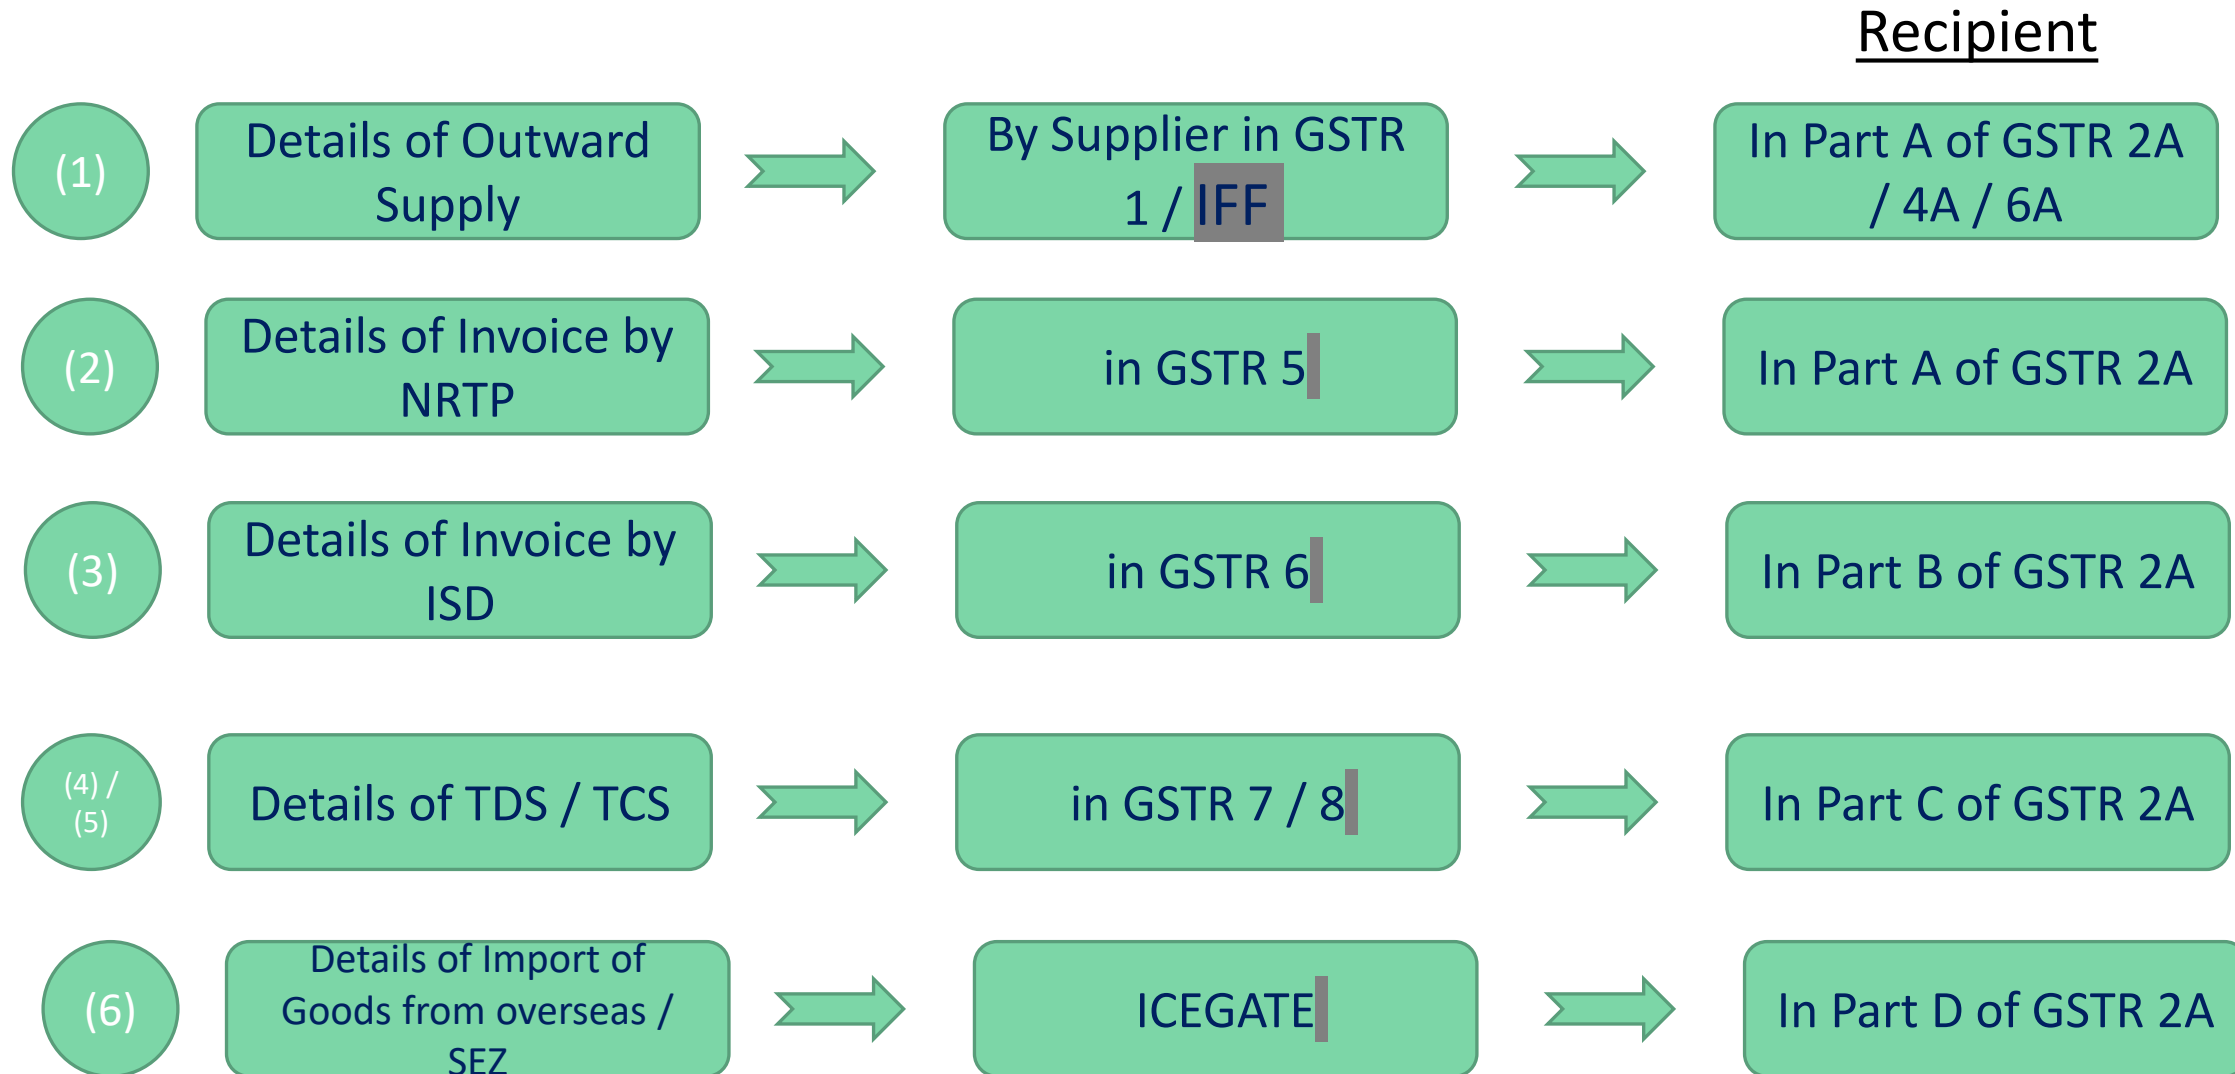 Recipient
(1)
Details of Outward
Supply
By Supplier in GSTR
1 / IFF
In Part A of GSTR 2A
/ 4A / 6A
(2)
Details of Invoice by
NRTP
in GSTR 5
In Part A of GSTR 2A
(3)
Details of Invoice by
ISD
in GSTR 6
In Part B of GSTR 2A
(4) /
(5)
Details of TDS / TCS
in GSTR 7 / 8
In Part C of GSTR 2A
(6)
Details of Import of
Goods from overseas /
SEZ
ICEGATE
In Part D of GSTR 2A